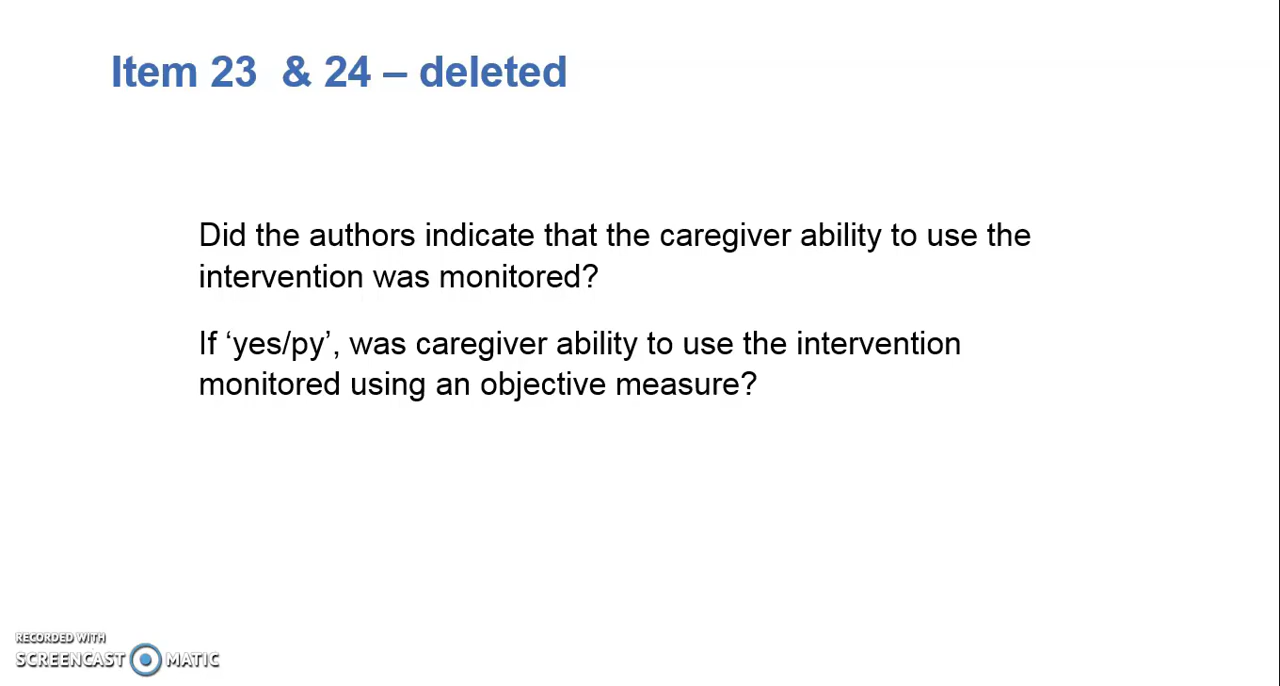 Item 23 & 24 – deleted
Did the authors indicate that the caregiver ability to use the
intervention was monitored?
If ‘yes/py’, was caregiver ability to use the intervention
monitored using an objective measure?
RECORDED WITH
SCREENCAST MATIC